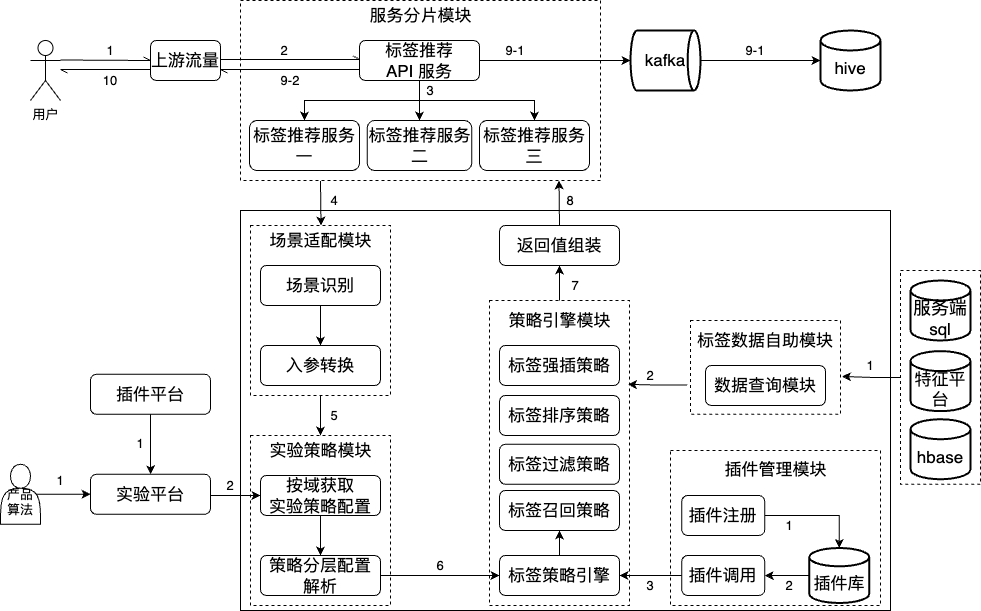 服务分片模块
用户
1
10
上游流量
2
9-2
标签推荐
API 服务
9-1
kafka
9-1
hive
3
标签推荐服务
一
标签推荐服务
二
标签推荐服务
三
4
8
场景适配模块
场景识别
入参转换
5
返回值组装
7
策略引擎模块
标签强插策略
标签排序策略
标签过滤策略
标签召回策略
标签策略引擎
2
标签数据自助模块
数据查询模块
1
服务端
sql
特征平
台
hbase
插件平台
1
产品
算法
1
实验平台
2
实验策略模块
按域获取
实验策略配置
策略分层配置
解析
6
插件管理模块
插件注册
1
插件调用
2
插件库
3